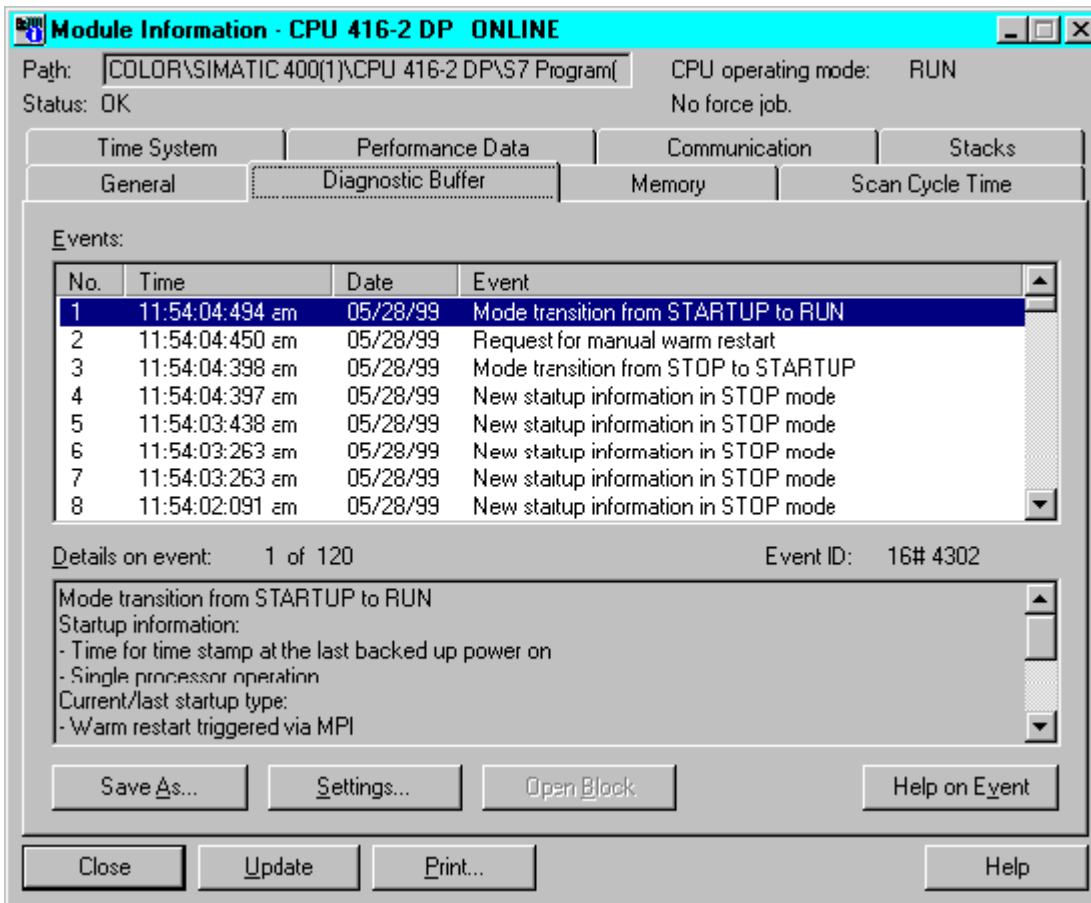 Module Information - CPU 416-2 DP ONLINE
Path: COLOR\SIMATIC 400(1)\CPU 416-2 DP\S7 Program( CPU operating mode: RUN
Status: OK No force job.
Time System Performance Data Communication Stacks
General Diagnostic Buffer Memory Scan Cycle Time
Events:
No. Time Date Event
1 11:54:04:494 am 05/28/99 Mode transition from STARTUP to RUN
2 11:54:04:450 am 05/28/99 Request for manual warm restart
3 11:54:04:398 am 05/28/99 Mode transition from STOP to STARTUP
4 11:54:04:397 am 05/28/99 New startup information in STOP mode
5 11:54:03:438 am 05/28/99 New startup information in STOP mode
6 11:54:03:263 am 05/28/99 New startup information in STOP mode
7 11:54:03:263 am 05/28/99 New startup information in STOP mode
8 11:54:02:091 am 05/28/99 New startup information in STOP mode
Details on event: 1 of 120 Event ID: 16# 4302
Mode transition from STARTUP to RUN
Startup information:
- Time for time stamp at the last backed up power on
- Single processor operation
Current/last startup type:
- Warm restart triggered via MPI
Save As... Settings... Open Block Help on Event
Close Update Print... Help